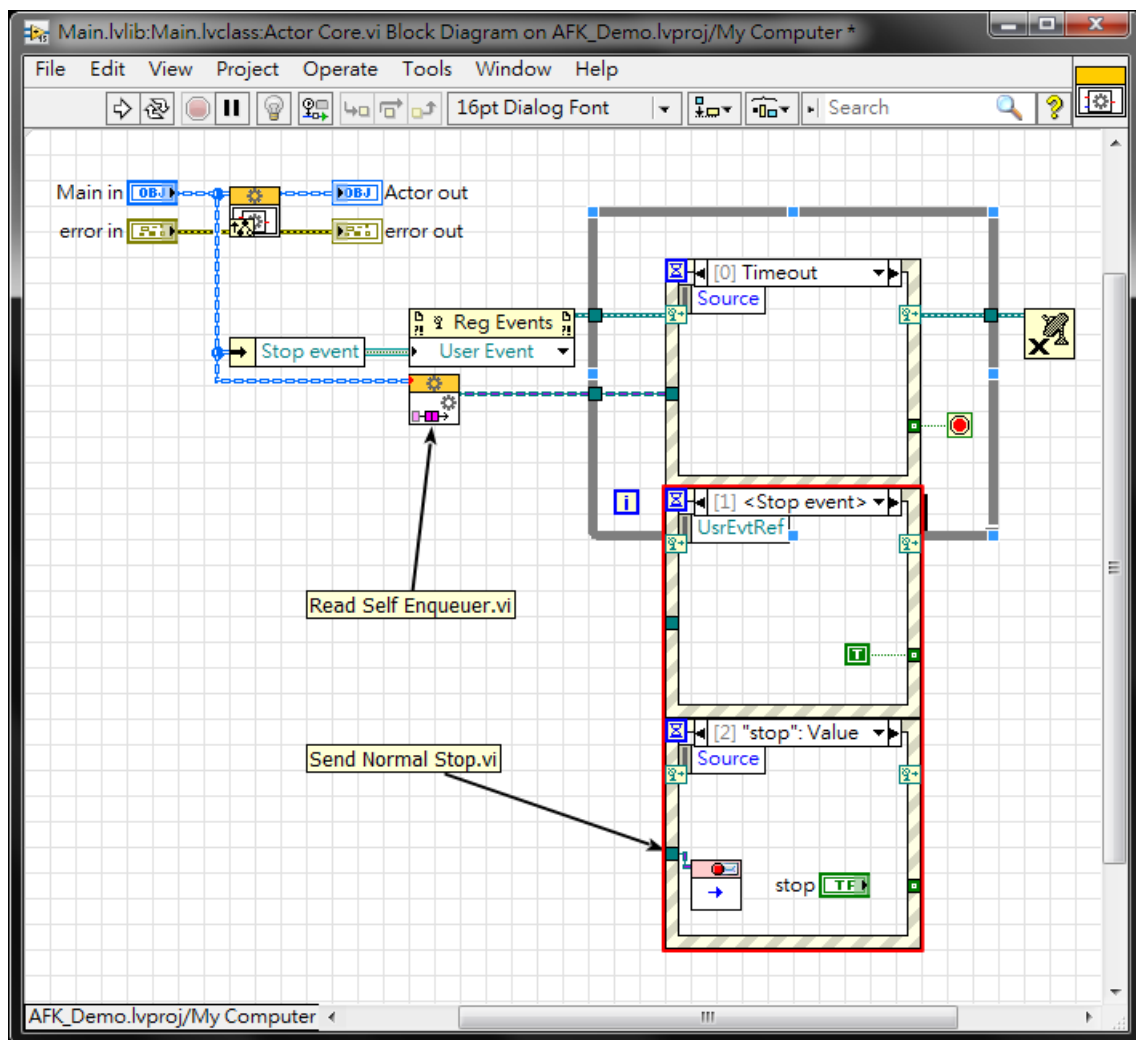 Main.lvlib:Main.lvclass:Actor Core.vi Block Diagram on AFK_Demo.lvproj/My Computer *
File Edit View Project Operate Tools Window Help
16pt Dialog Font
Search
Main in OBJ OBJ Actor out
error in error out
[0] Timeout
Source
Reg Events
Stop event User Event
i
[1] <Stop event>
UsrEvtRef
Read Self Enqueuer.vi
T
[2] "stop": Value
Send Normal Stop.vi
Source
stop TF
AFK_Demo.lvproj/My Computer